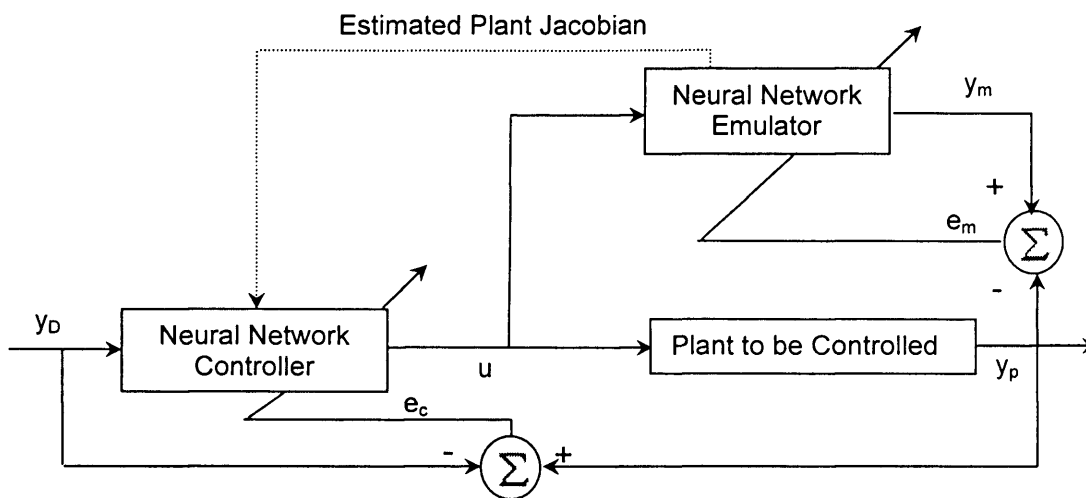 Estimated Plant Jacobian
Neural Network
Emulator
y_m
+
e_m
Σ
-
y_D
Neural Network
Controller
u
Plant to be Controlled
y_p
e_c
-
Σ
+